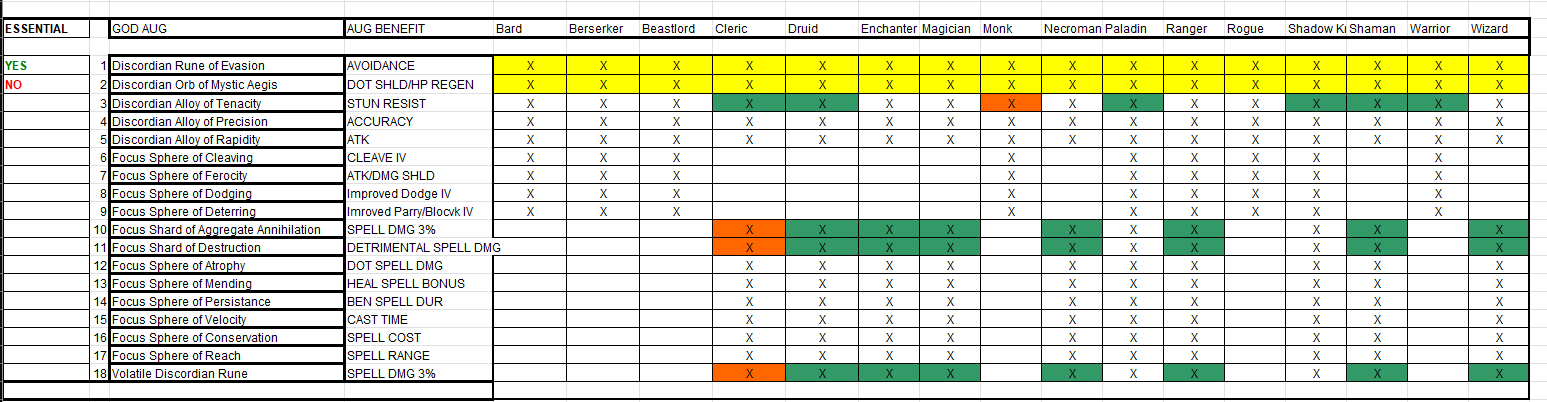 ESSENTIAL GOD AUG AUG BENEFIT Bard Berserker Beastlord Cleric Druid Enchanter Magician Monk Necroman Paladin Ranger Rogue Shadow K Shaman Warrior Wizard
YES 1 Discordian Rune of Evasion AVOIDANCE X X X X X X X X X X X X X X X X
NO 2 Discordian Orb of Mystic Aegis DOT SHLD/HP REGEN X X X X X X X X X X X X X X X X
3 Discordian Alloy of Tenacity STUN RESIST X X X X X X X X X X X X X X X X
4 Discordian Alloy of Precision ACCURACY X X X X X X X X X X X X X X X X
5 Discordian Alloy of Rapidity ATK X X X X X X X X X X X X X X X X
6 Focus Sphere of Cleaving CLEAVE IV X X X X X X X X X
7 Focus Sphere of Ferocity ATK/DMG SHLD X X X X X X X X X
8 Focus Sphere of Dodging Improved Dodge IV X X X X X X X X X
9 Focus Sphere of Deterring Imroved Parry/Blocvk IV X X X X X X X X X
10 Focus Shard of Aggregate Annihilation SPELL DMG 3% X X X X X X X X X X
11 Focus Shard of Destruction DETRIMENTAL SPELL DMG X X X X X X X X X X
12 Focus Sphere of Atrophy DOT SPELL DMG X X X X X X X X X X
13 Focus Sphere of Mending HEAL SPELL BONUS X X X X X X X X X X
14 Focus Sphere of Persistance BEN SPELL DUR X X X X X X X X X X
15 Focus Sphere of Velocity CAST TIME X X X X X X X X X X
16 Focus Sphere of Conservation SPELL COST X X X X X X X X X X
17 Focus Sphere of Reach SPELL RANGE X X X X X X X X X X
18 Volatile Discordian Rune SPELL DMG 3% X X X X X X X X X X